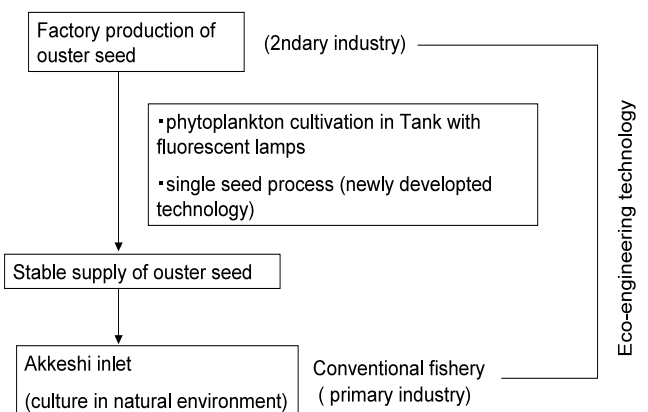 Factory production of
ouster seed
(2ndary industry)
・phytoplankton cultivation in Tank with
fluorescent lamps
・single seed process (newly developted
technology)
Stable supply of ouster seed
Akkeshi inlet
(culture in natural environment)
Conventional fishery
( primary industry)
Eco-engineering technology